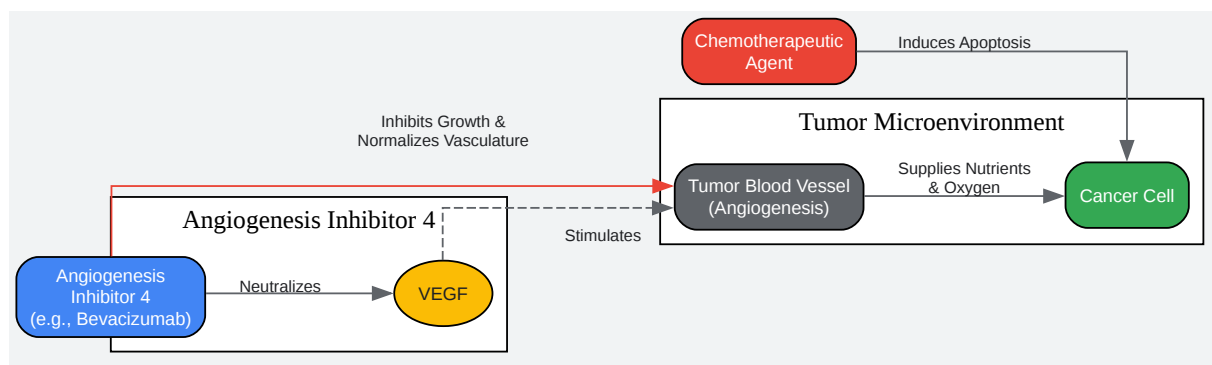 Chemotherapeutic
Agent
Induces Apoptosis
Inhibits Growth &
Normalizes Vasculature
Tumor Microenvironment
Tumor Blood Vessel
(Angiogenesis)
Supplies Nutrients
& Oxygen
Cancer Cell
Angiogenesis Inhibitor 4
Stimulates
Angiogenesis
Inhibitor 4
(e.g., Bevacizumab)
Neutralizes
VEGF